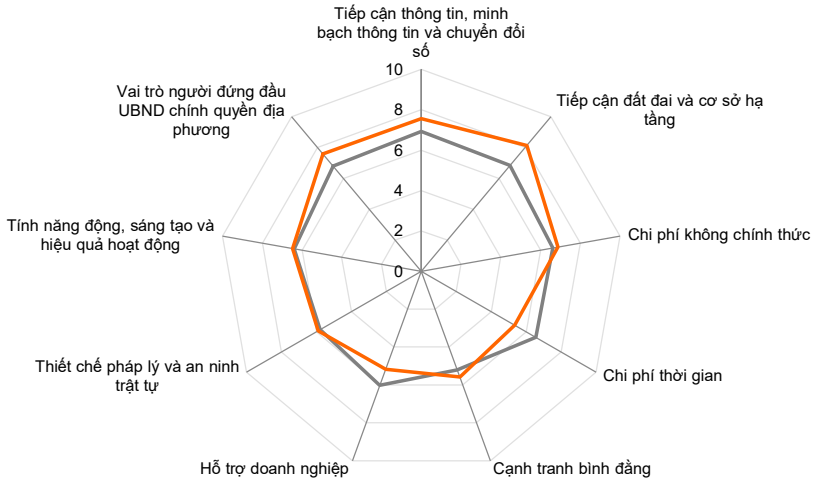 Tiếp cận thông tin, minh
bạch thông tin và chuyển đổi
số
10
8
6
4
2
0
Tiếp cận đất đai và cơ sở hạ
tầng
Chi phí không chính thức
Chi phí thời gian
Cạnh tranh bình đẳng
Hỗ trợ doanh nghiệp
Thiết chế pháp lý và an ninh
trật tự
Tính năng động, sáng tạo và
hiệu quả hoạt động
Vai trò người đứng đầu
UBND chính quyền địa
phương